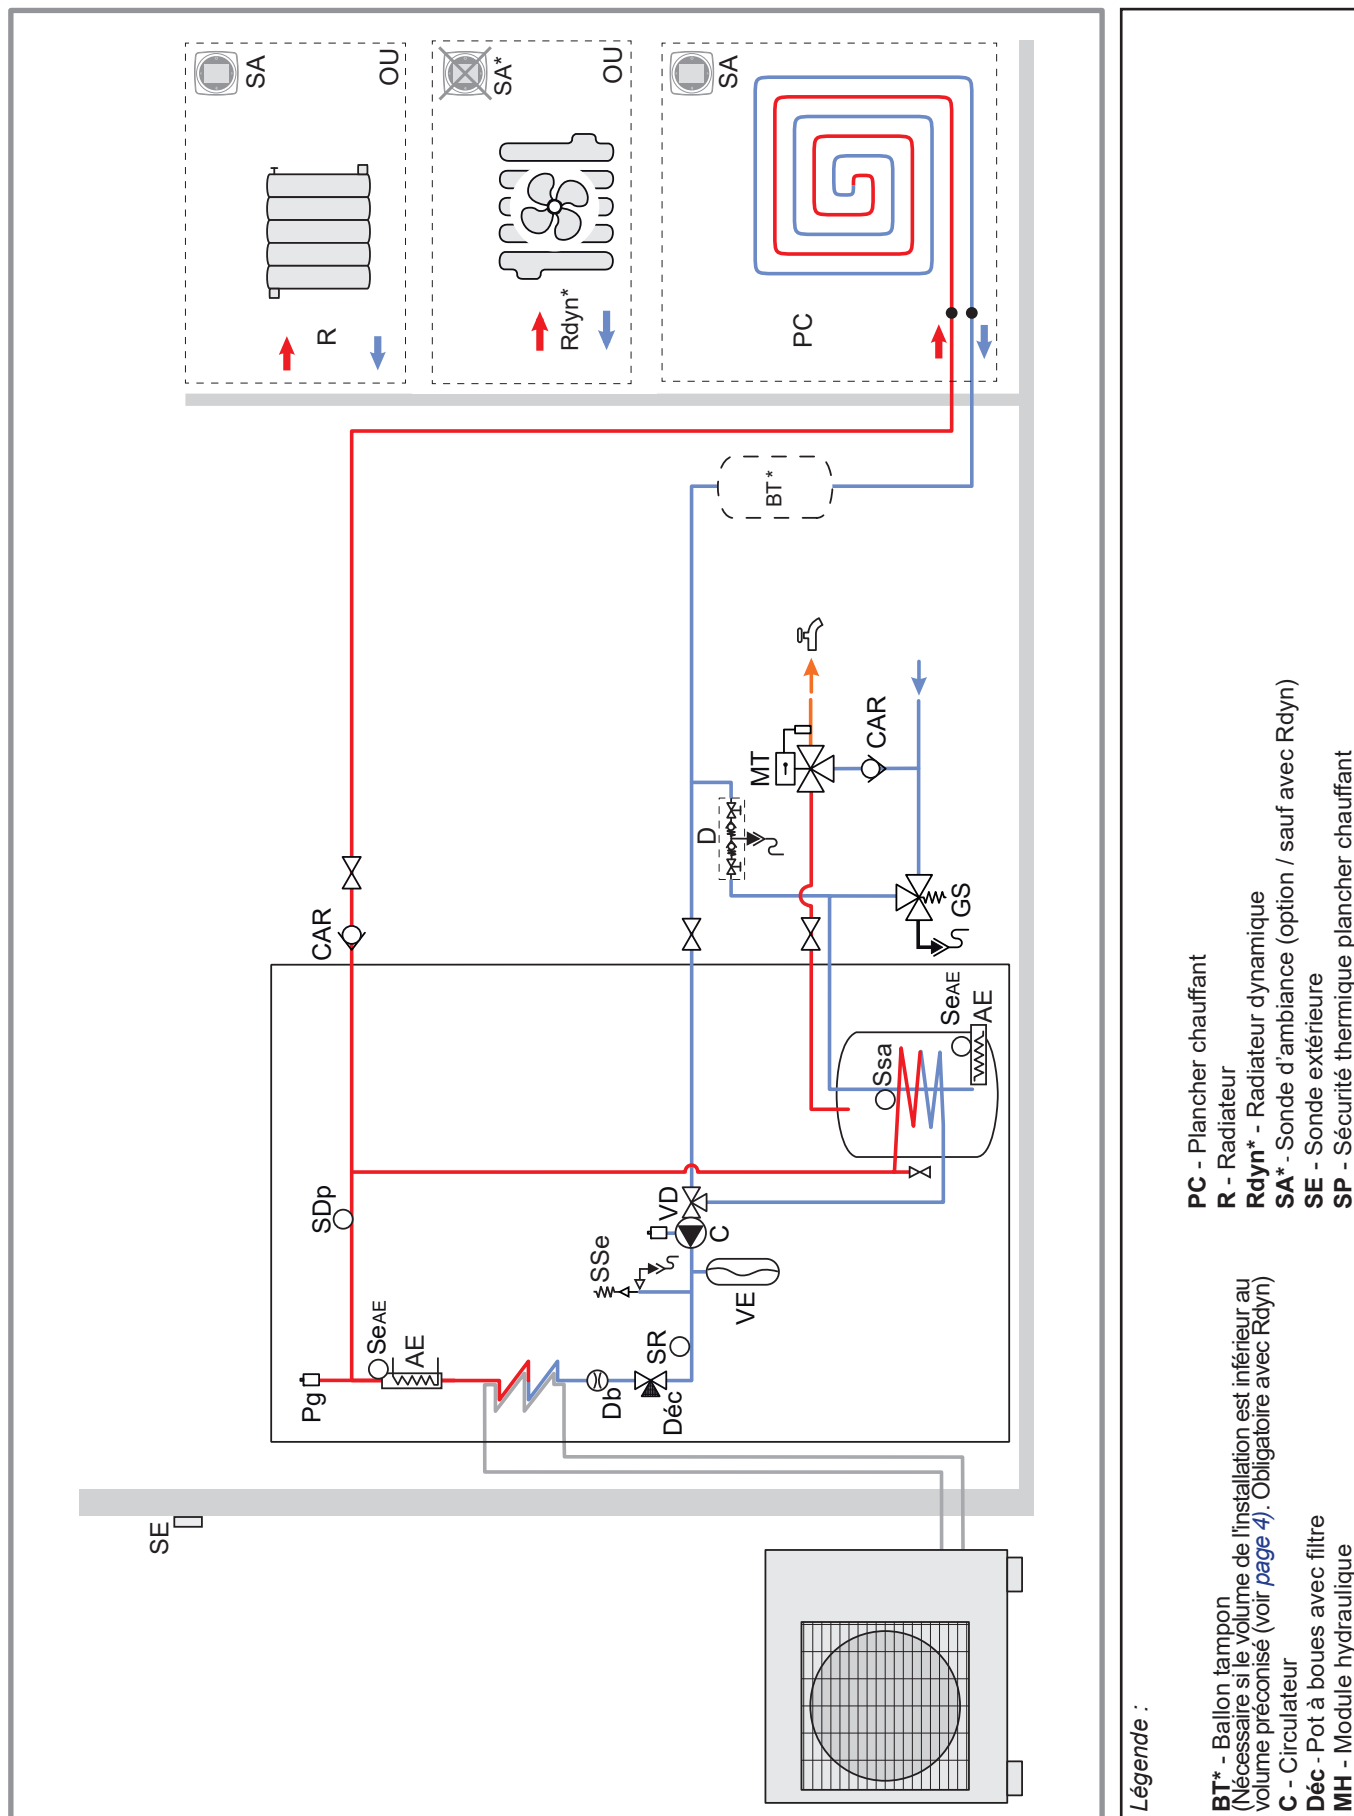 SE
Pg
SeAE
AE
SDp
CAR
Db
Déc
SR
SSe
VE
VD
C
Ssa
SeAE
AE
D
MT
CAR
GS
BT*
R
SA
OU
Rdyn*
SA*
OU
PC
SA
Légende :
BT* - Ballon tampon
(Nécessaire si le volume de l'installation est inférieur au
volume préconisé (voir page 4). Obligatoire avec Rdyn)
C - Circulateur
Déc - Pot à boues avec filtre
MH - Module hydraulique
PC - Plancher chauffant
R - Radiateur
Rdyn* - Radiateur dynamique
SA* - Sonde d'ambiance (option / sauf avec Rdyn)
SE - Sonde extérieure
SP - Sécurité thermique plancher chauffant